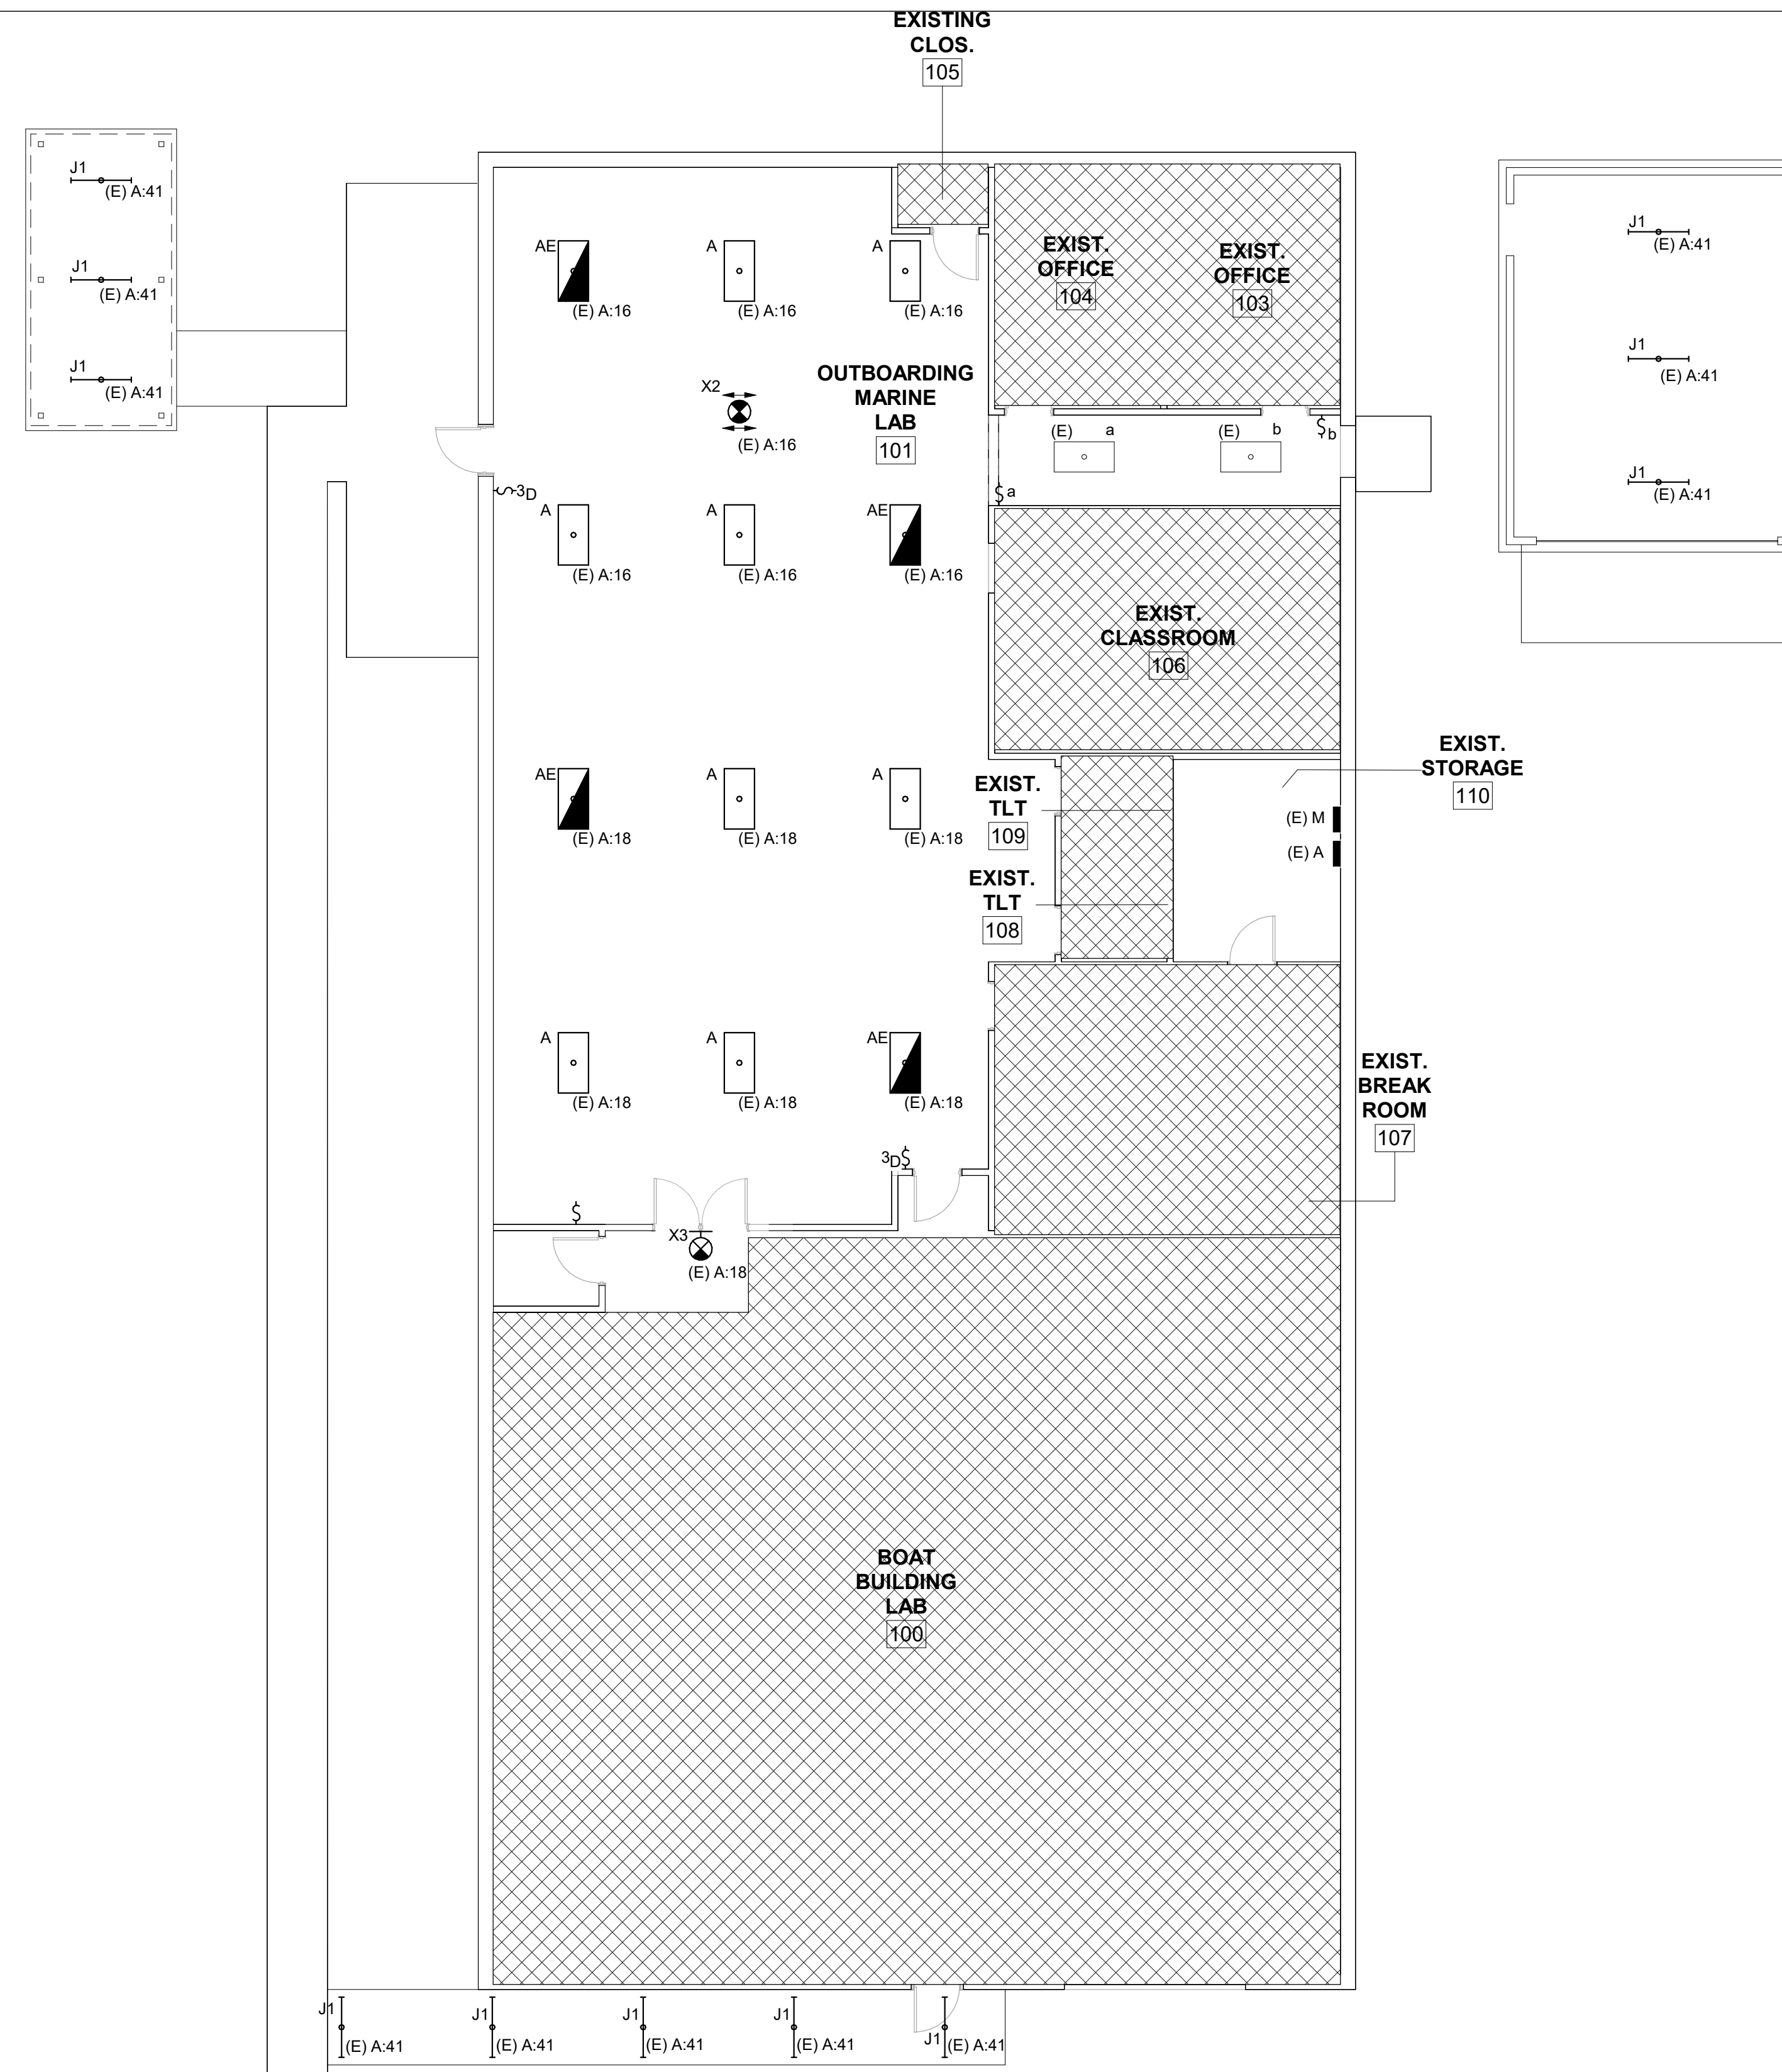 EXISTING
CLOS.
105
J1
(E) A:41
J1
(E) A:41
J1
(E) A:41
AE
(E) A:16
A
(E) A:16
A
(E) A:16
EXIST.
OFFICE
104
EXIST.
OFFICE
103
J1
(E) A:41
J1
(E) A:41
J1
(E) A:41
X2
(E) A:16
OUTBOARDING
MARINE
LAB
101
(E) a
(E) b
$b
$a
$3D
A
(E) A:16
A
(E) A:16
AE
(E) A:16
EXIST.
CLASSROOM
106
AE
(E) A:18
A
(E) A:18
A
(E) A:18
EXIST.
TLT
109
EXIST.
STORAGE
110
(E) M
(E) A
EXIST.
TLT
108
A
(E) A:18
A
(E) A:18
AE
(E) A:18
EXIST.
BREAK
ROOM
107
3D$
$
X3
(E) A:18
BOAT
BUILDING
LAB
100
J1
(E) A:41
J1
(E) A:41
J1
(E) A:41
J1
(E) A:41
J1
(E) A:41